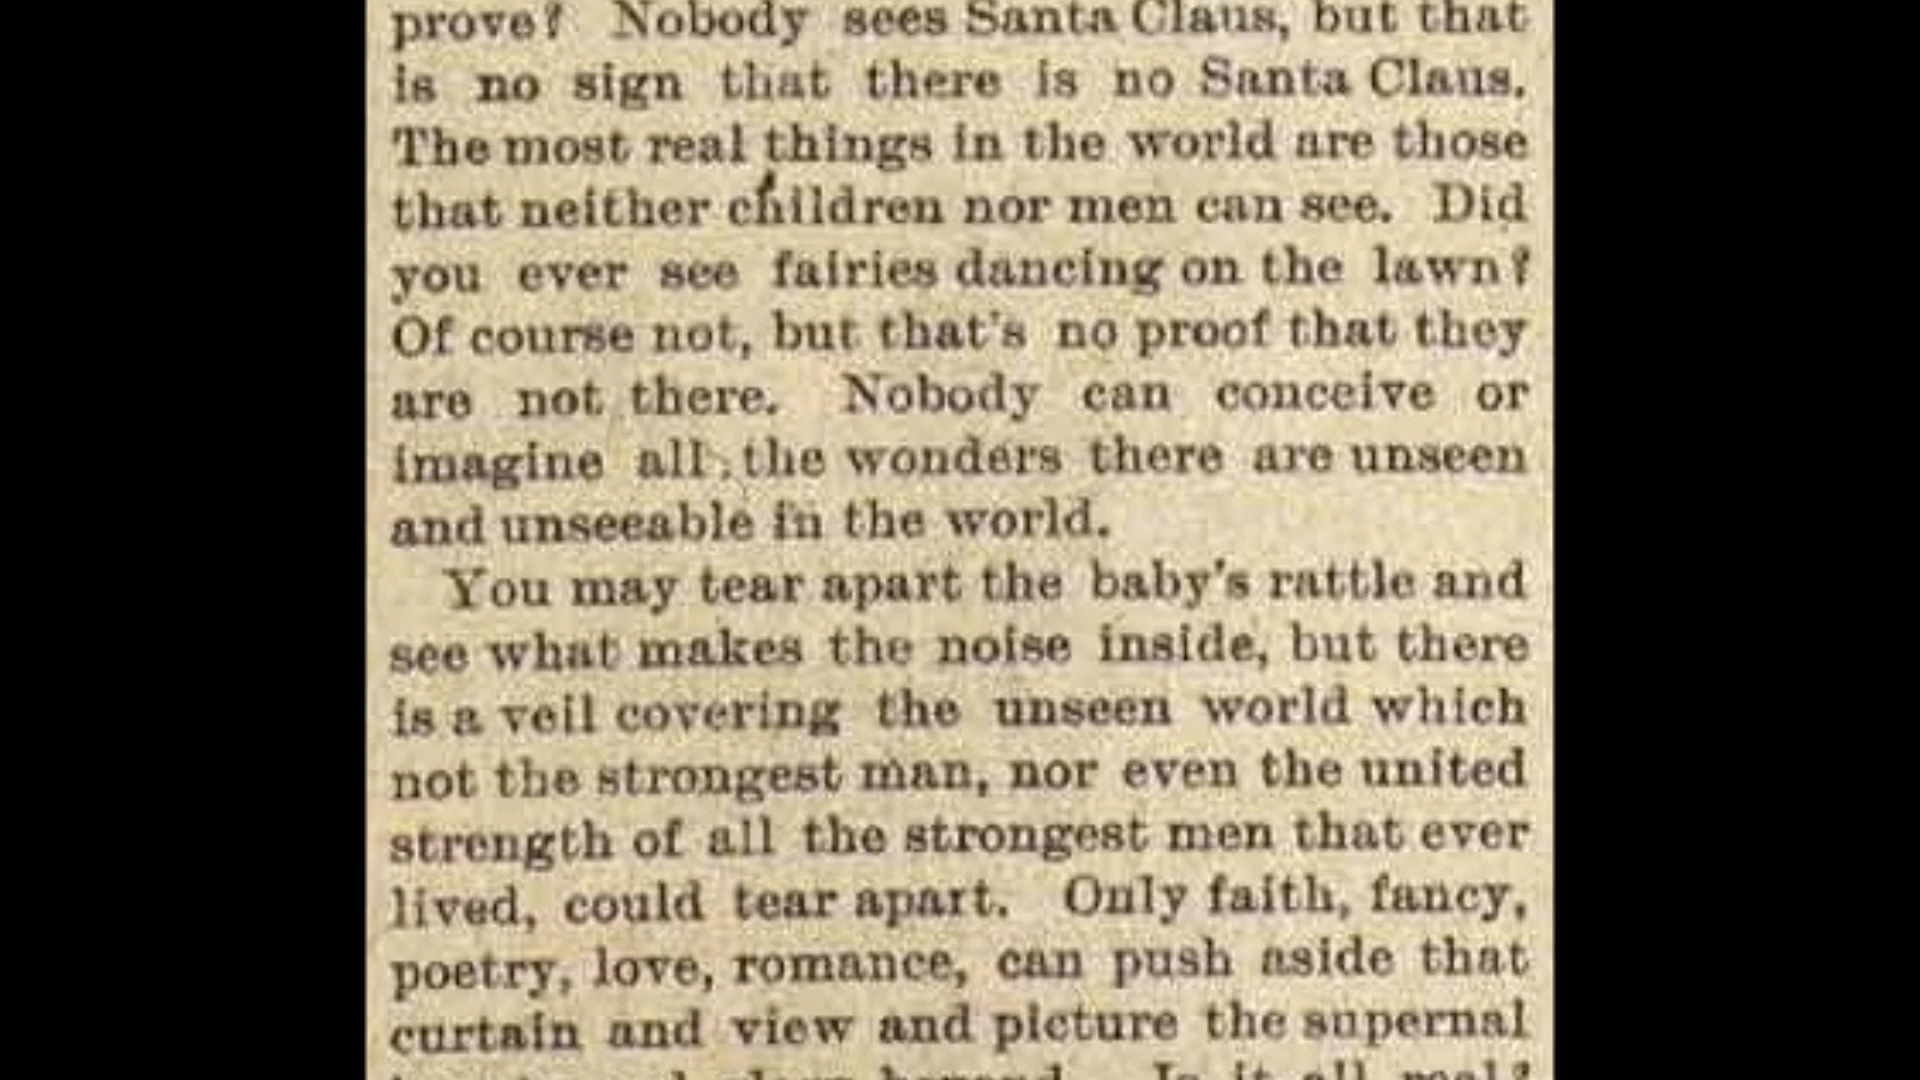 prove? Nobody sees Santa Claus, but that
is no sign that there is no Santa Claus.
The most real things in the world are those
that neither children nor men can see. Did
you ever see fairies dancing on the lawn?
Of course not, but that's no proof that they
are not there. Nobody can conceive or
imagine all the wonders there are unseen
and unseeable in the world.
You may tear apart the baby's rattle and
see what makes the noise inside, but there
is a veil covering the unseen world which
not the strongest man, nor even the united
strength of all the strongest men that ever
lived, could tear apart. Only faith, fancy,
poetry, love, romance, can push aside that
curtain and view and picture the supernal
beyond. Is it all real?